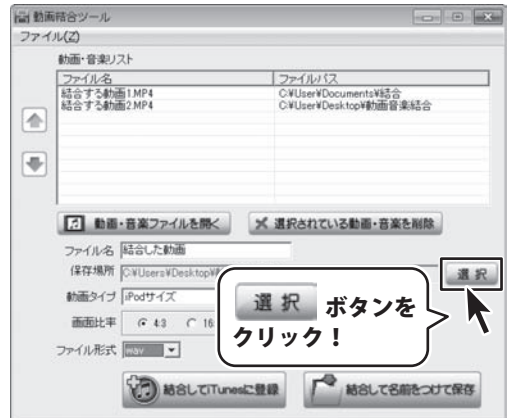 動画結合ツール
ファイル(Z)
動画・音楽リスト
ファイル名 ファイルパス
結合する動画1.MP4 C:¥User¥Documents¥結合
結合する動画2.MP4 C:¥User¥Desktop¥動画音楽結合
動画・音楽ファイルを開く 選択されている動画・音楽を削除
ファイル名 結合した動画
保存場所 C:¥Users¥Desktop¥ 選択
動画タイプ iPodサイズ
画面比率 4:3 16:
ファイル形式 wav
選択 ボタンを
クリック！
結合してiTunesに登録 結合して名前をつけて保存